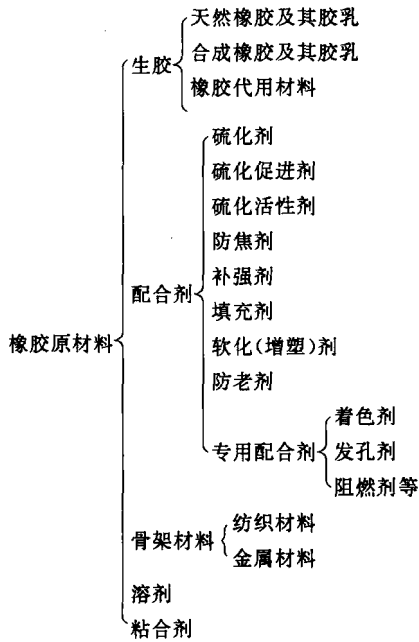 天然橡胶及其胶乳
合成橡胶及其胶乳
生胶
橡胶代用材料
硫化剂
硫化促进剂
硫化活性剂
防焦剂
补强剂
配合剂
填充剂
橡胶原材料
软化(增塑)剂
防老剂
着色剂
专用配合剂
发孔剂
阻燃剂等
纺织材料
骨架材料
金属材料
溶剂
粘合剂